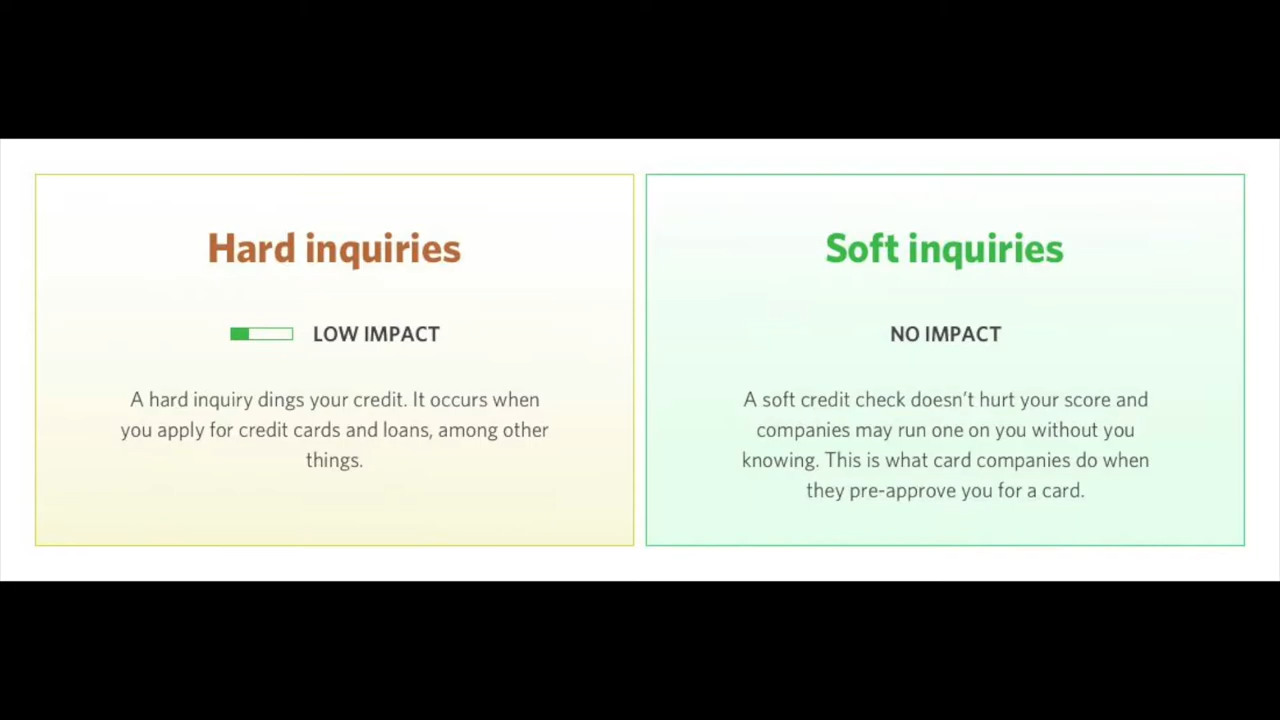 Hard inquiries
LOW IMPACT
A hard inquiry dings your credit. It occurs when
you apply for credit cards and loans, among other
things.
Soft inquiries
NO IMPACT
A soft credit check doesn’t hurt your score and
companies may run one on you without you
knowing. This is what card companies do when
they pre-approve you for a card.